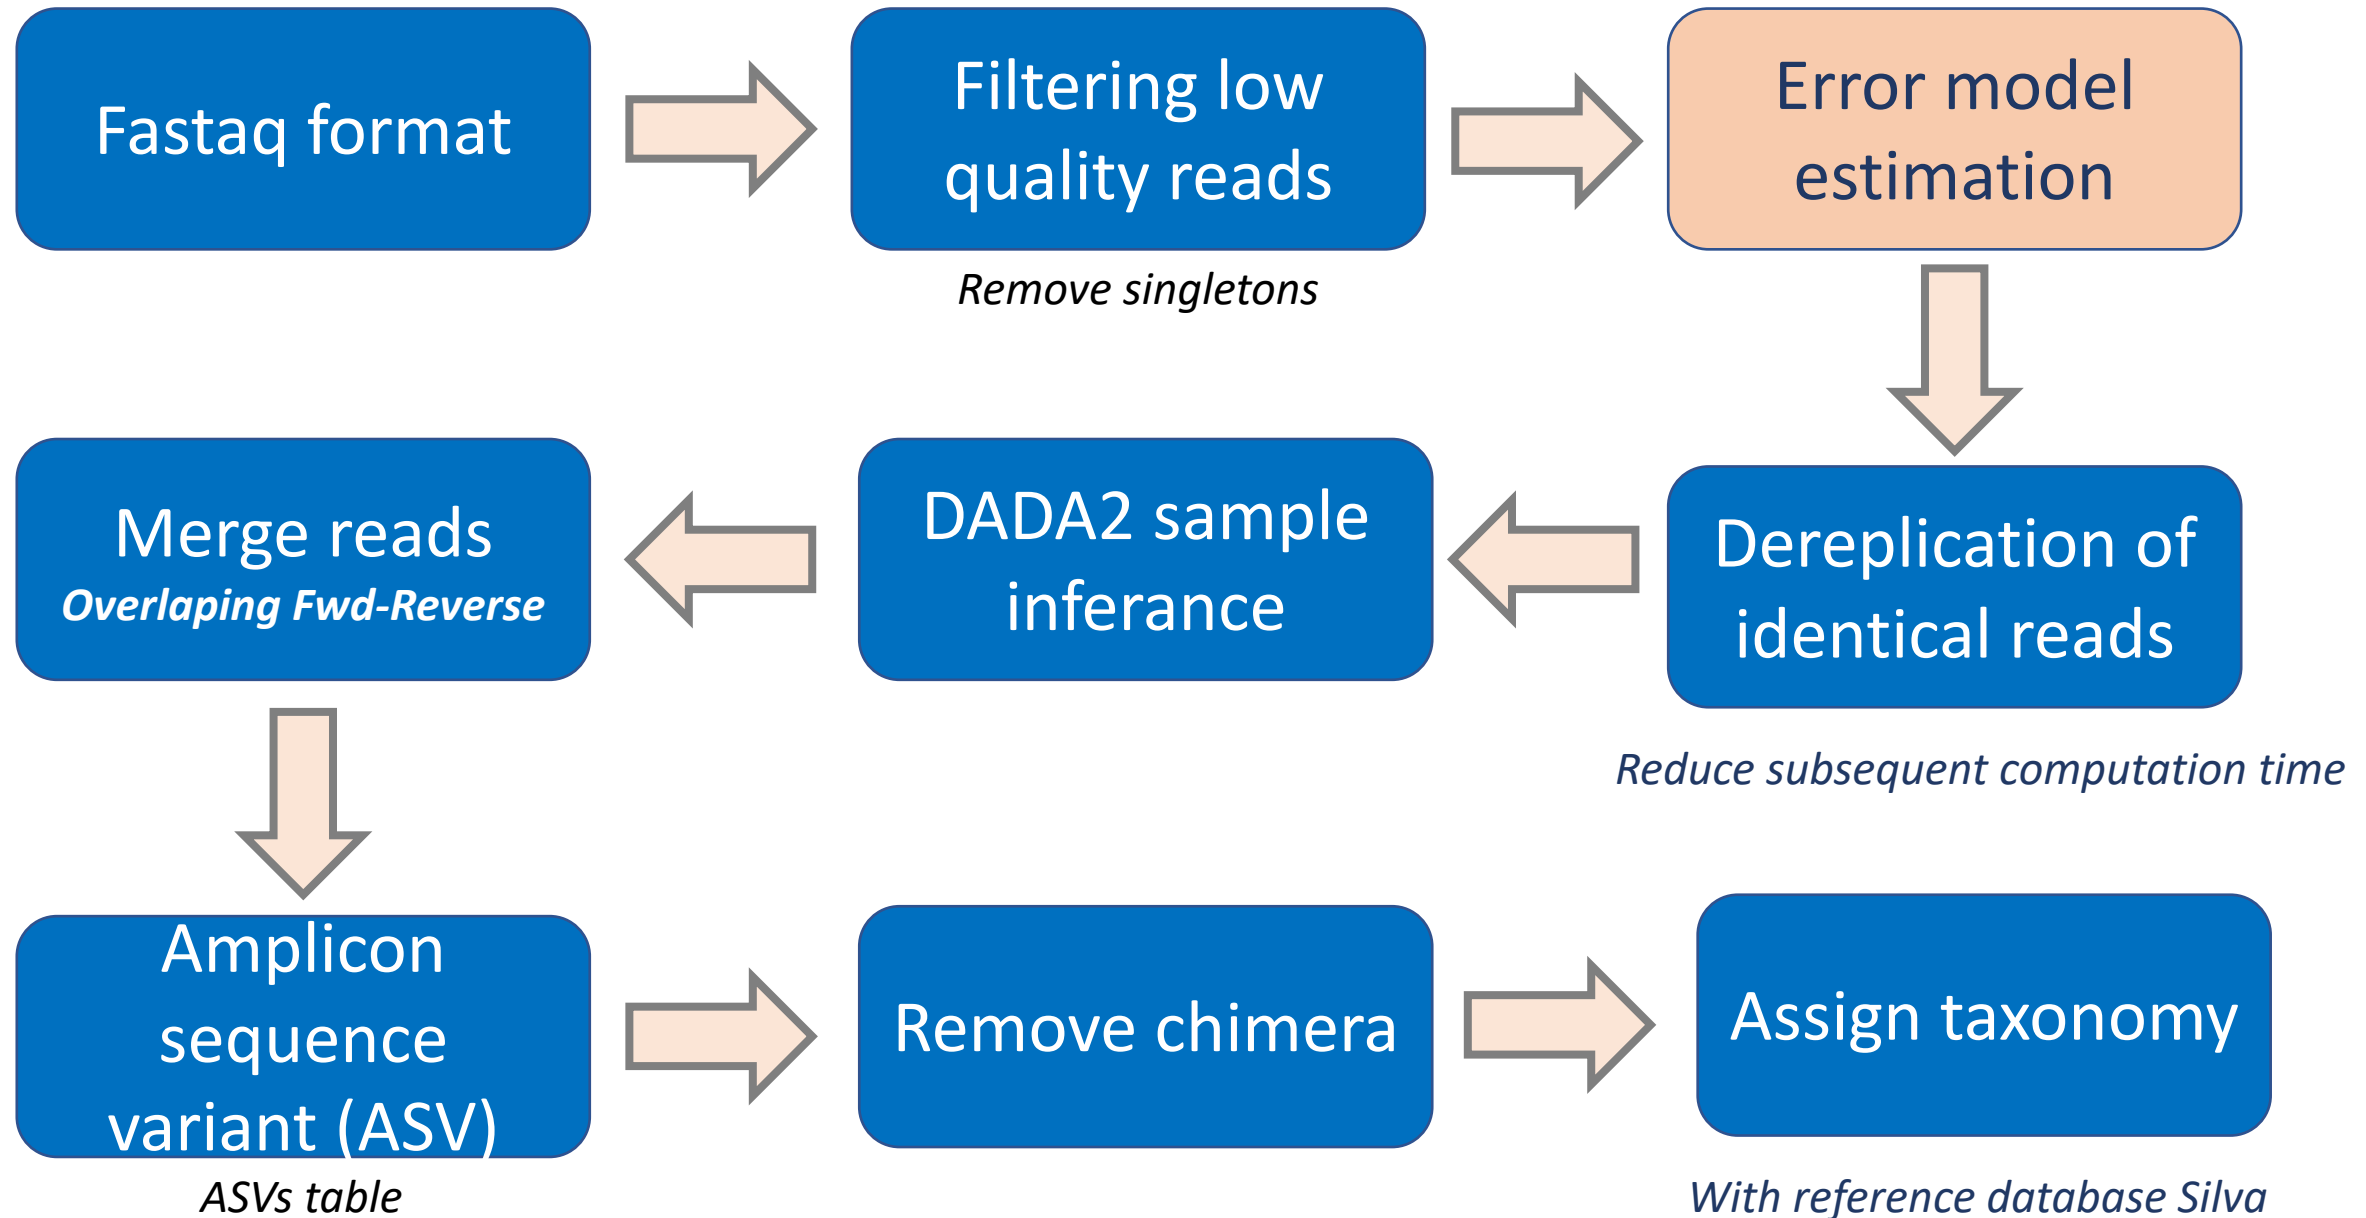 Fastaq format
Filtering low
quality reads
Remove singletons
Error model
estimation
Dereplication of
identical reads
Reduce subsequent computation time
DADA2 sample
inferance
Merge reads
Overlaping Fwd-Reverse
Amplicon
sequence
variant (ASV)
ASVs table
Remove chimera
Assign taxonomy
With reference database Silva